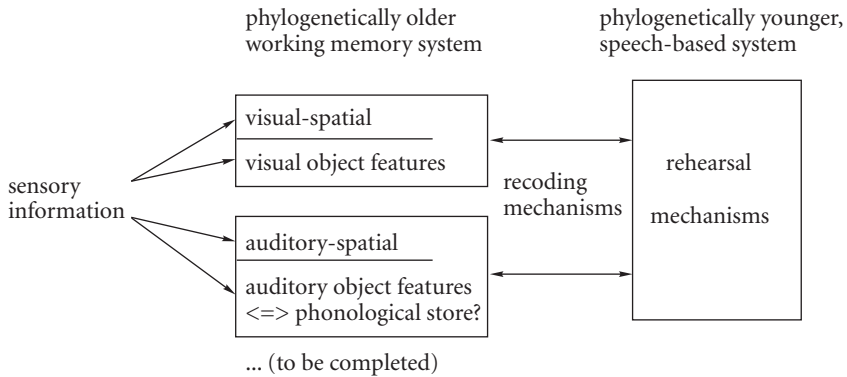 phylogenetically older
working memory system
phylogenetically younger,
speech-based system
sensory
information
visual-spatial
visual object features
auditory-spatial
auditory object features
<=> phonological store?
... (to be completed)
recoding
mechanisms
rehearsal
mechanisms